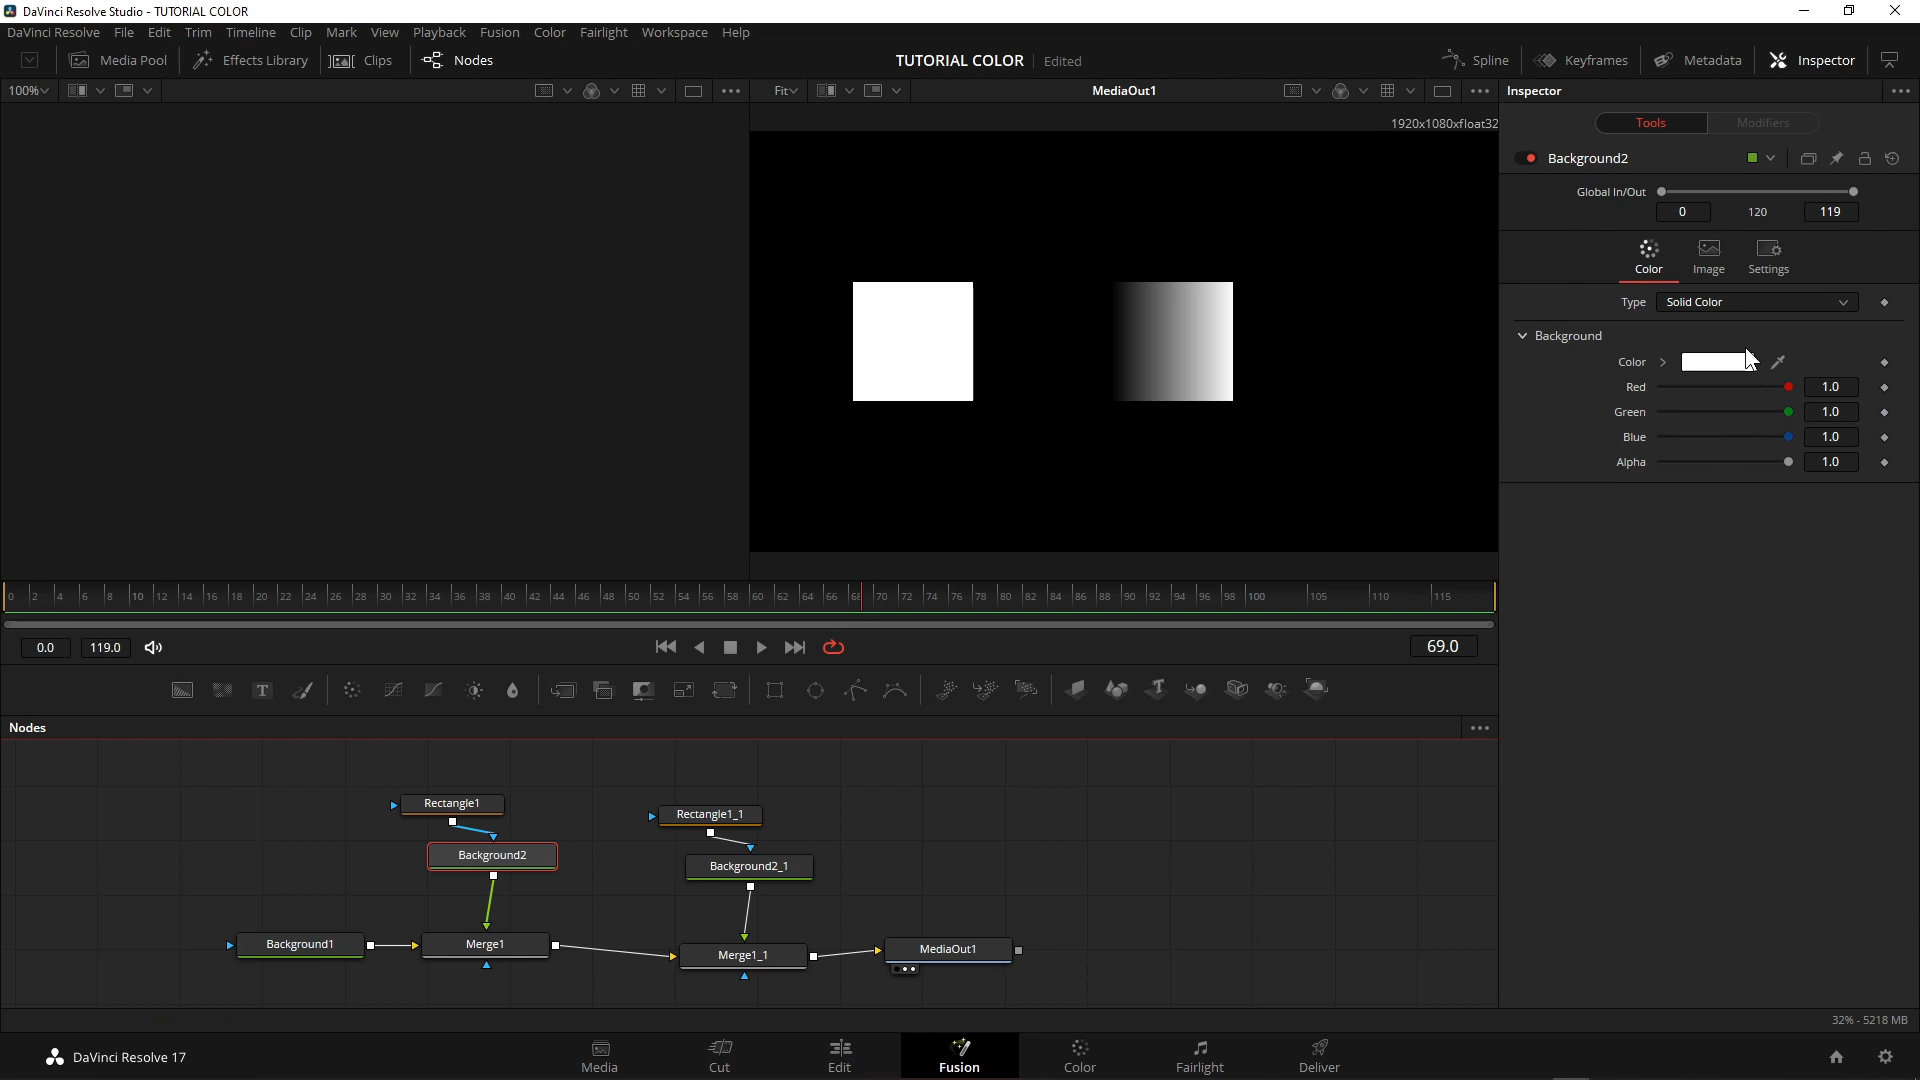 DaVinci Resolve Studio - TUTORIAL COLOR
DaVinci Resolve File Edit Trim Timeline Clip Mark View Playback Fusion Color Fairlight Workspace Help
Media Pool Effects Library Clips Nodes TUTORIAL COLOR Edited Spline Keyframes Metadata Inspector
100% Fit MediaOut1 Inspector
1920x1080xfloat32
Tools Modifiers
Background2
Global In/Out
0 120 119
Color Image Settings
Type Solid Color
Background
Color
Red 1.0
Green 1.0
Blue 1.0
Alpha 1.0
0 2 4 6 8 10 12 14 16 18 20 22 24 26 28 30 32 34 36 38 40 42 44 46 48 50 52 54 56 58 60 62 64 66 68 70 72 74 76 78 80 82 84 86 88 90 92 94 96 98 100 105 110 115
0.0 119.0 69.0
Nodes
Rectangle1
Rectangle1_1
Background2
Background2_1
Background1 Merge1
Merge1_1 MediaOut1
32% - 5218 MB
DaVinci Resolve 17
Media Cut Edit Fusion Color Fairlight Deliver